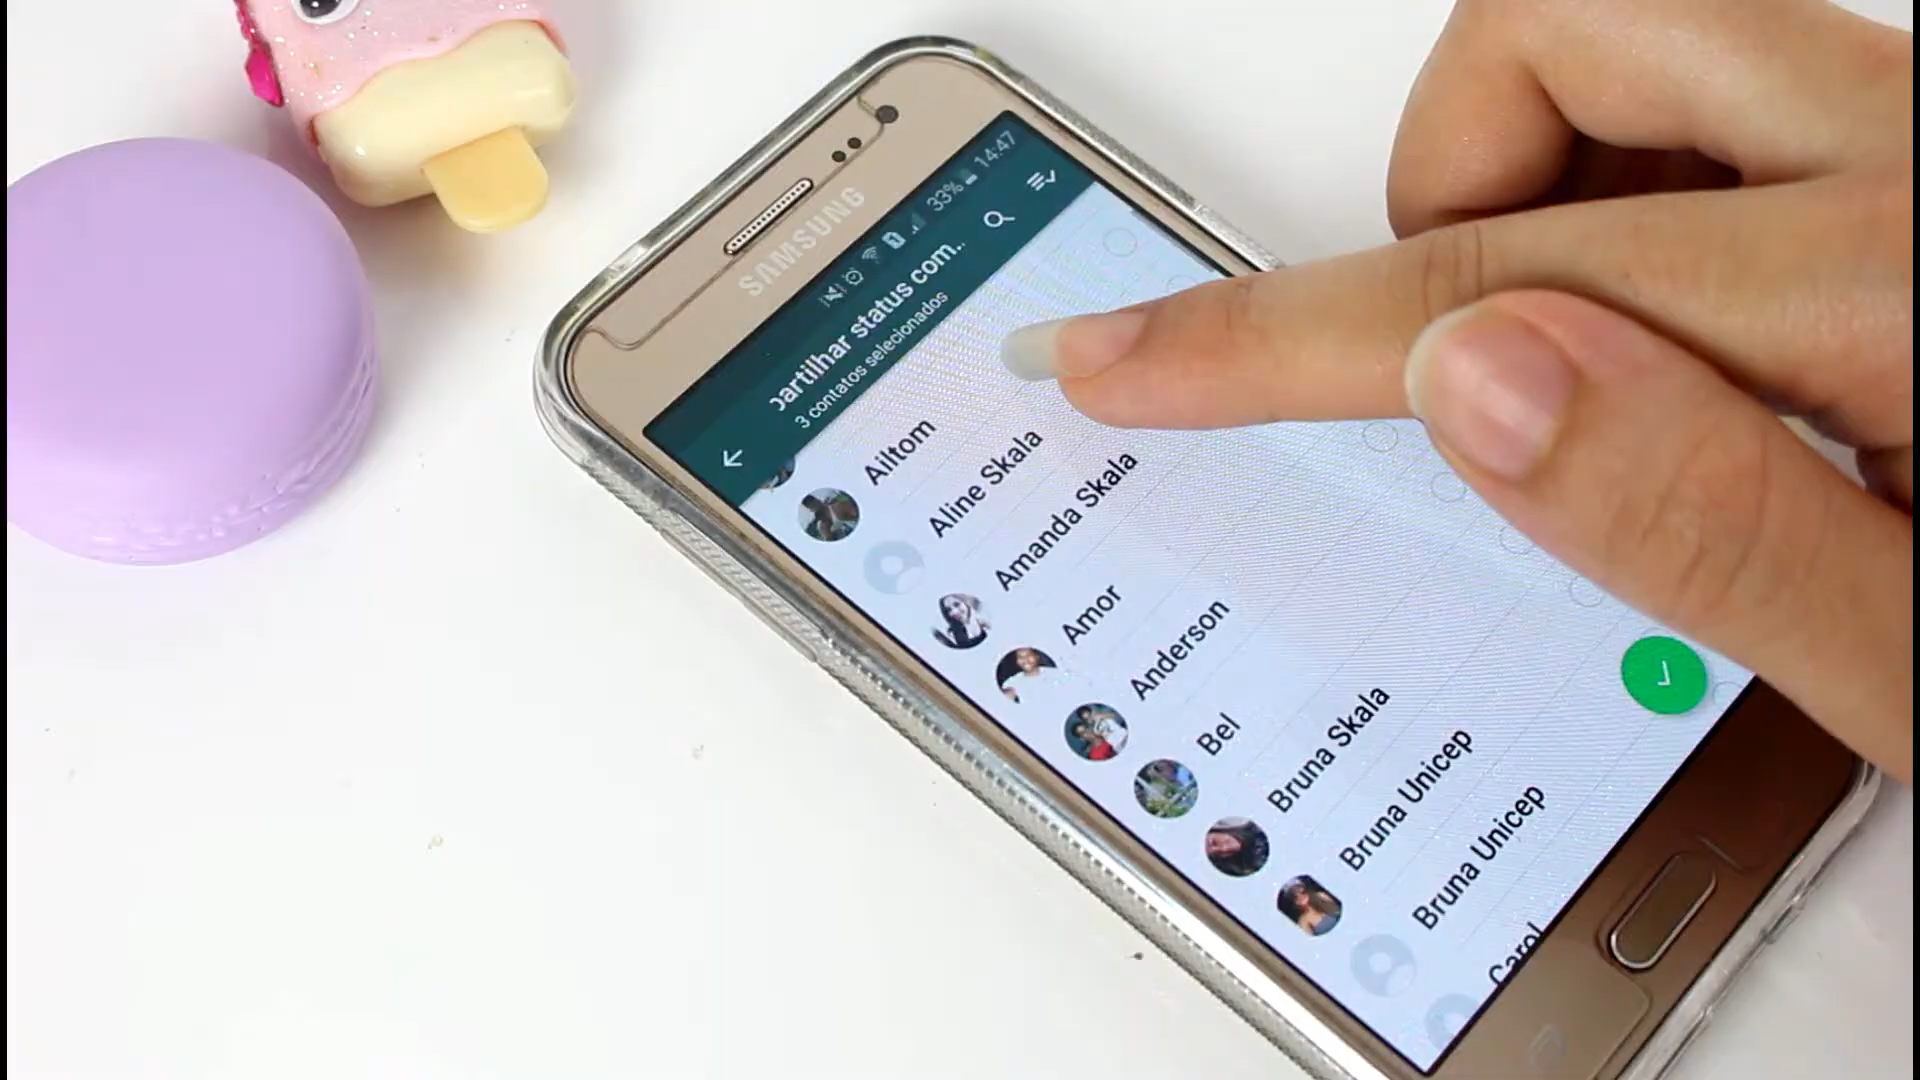 SAMSUNG
33% 14:47
partilhar status com..
3 contatos selecionados
Ailtom
Aline Skala
Amanda Skala
Amor
Anderson
Bel
Bruna Skala
Bruna Unicep
Bruna Unicep
Carol